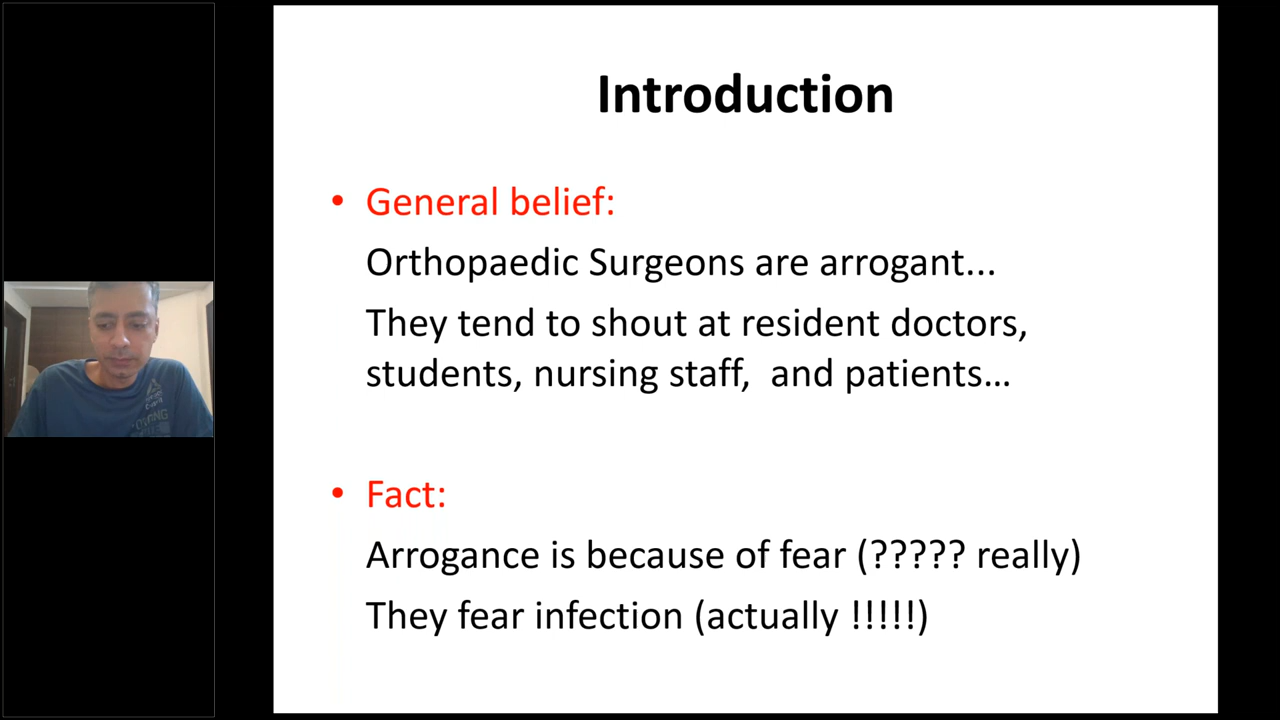 Introduction
• General belief:
Orthopaedic Surgeons are arrogant...
They tend to shout at resident doctors,
students, nursing staff,  and patients...
• Fact:
Arrogance is because of fear (????? really)
They fear infection (actually !!!!!)